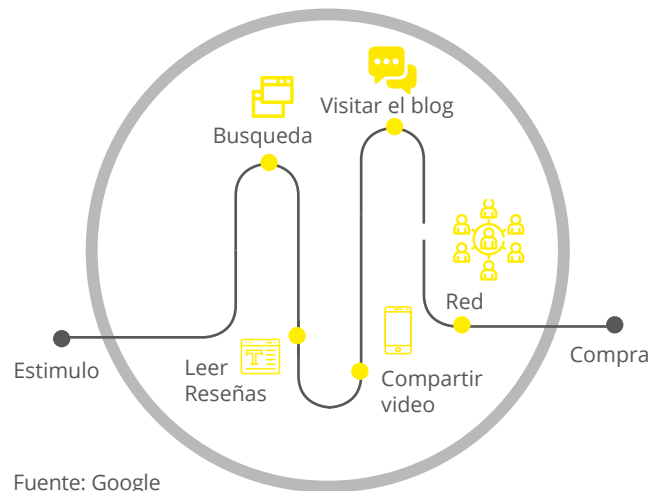 Visitar el blog
Busqueda
Red
Estimulo
Leer
Reseñas
Compartir
video
Compra
Fuente: Google